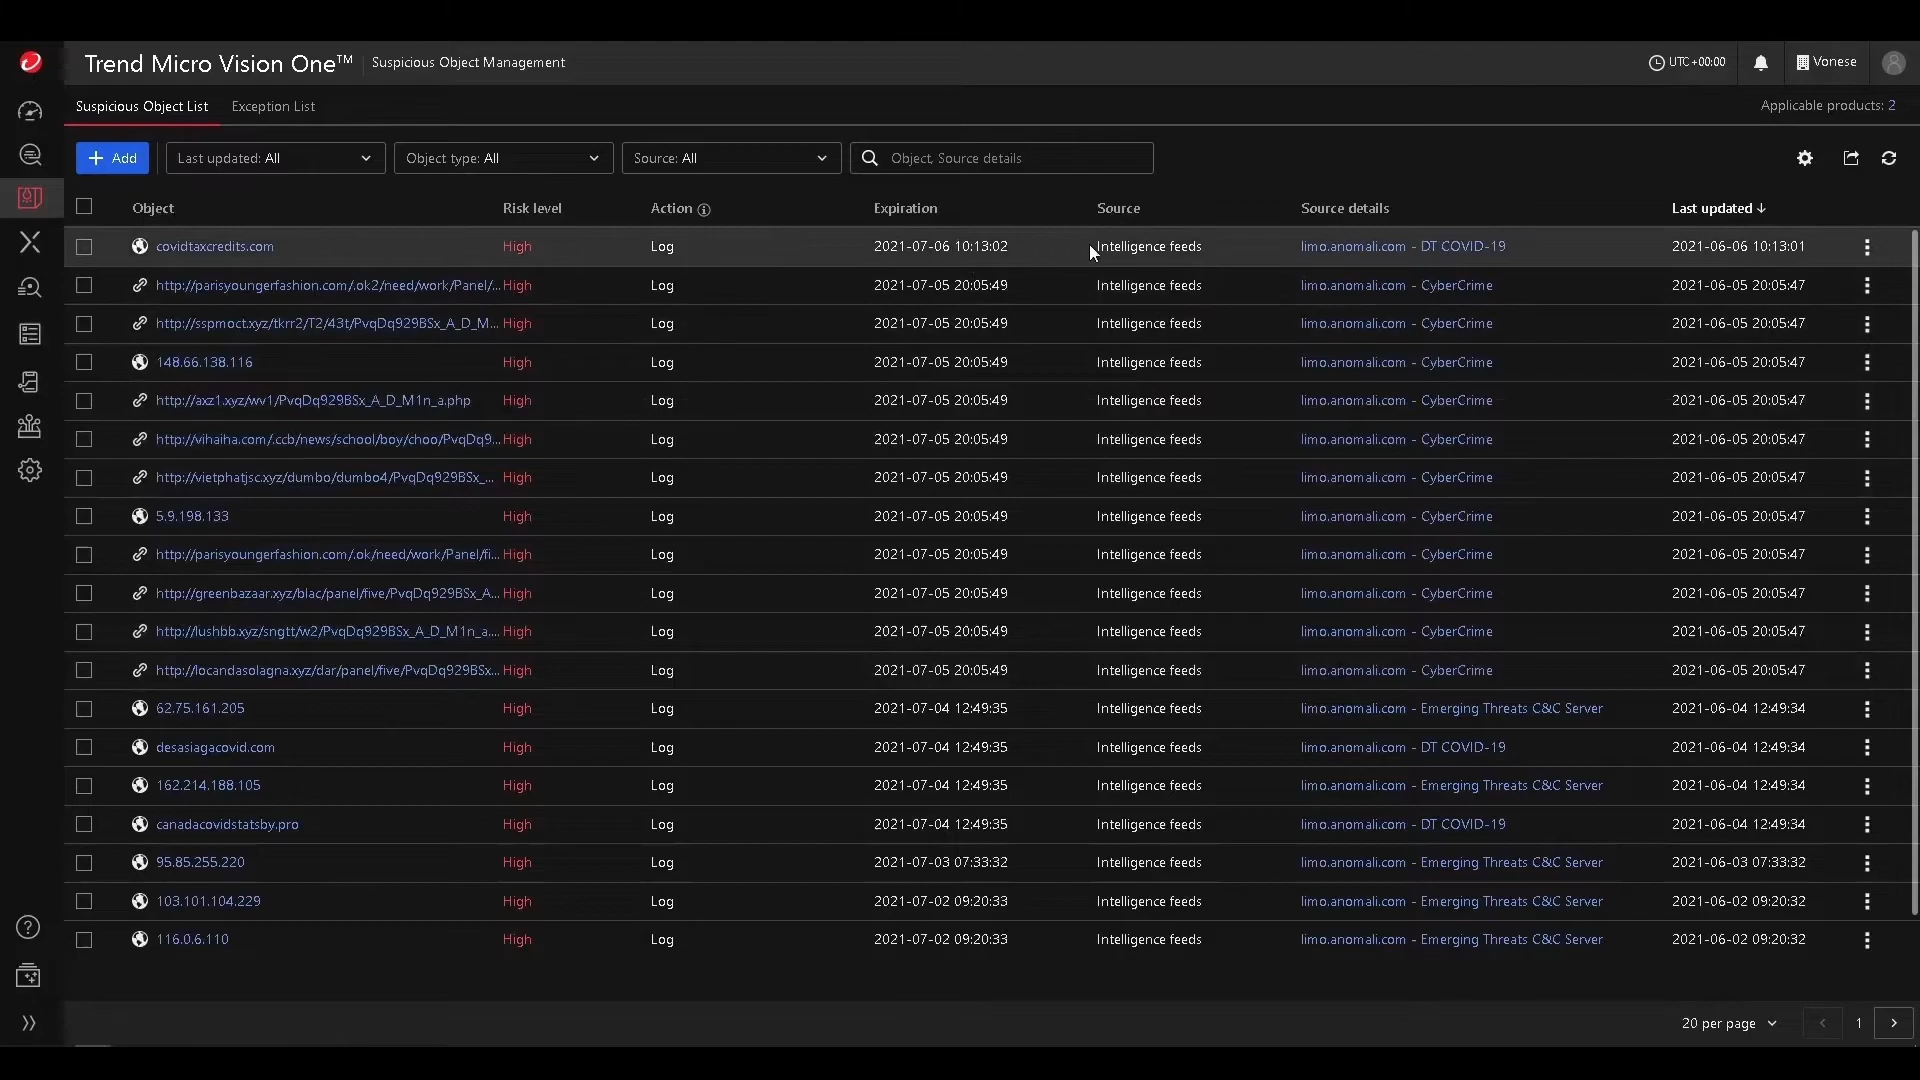 Trend Micro Vision One™ Suspicious Object Management UTC+00:00 Vonese
Suspicious Object List Exception List Applicable products: 2
+ Add Last updated: All Object type: All Source: All Object, Source details
Object Risk level Action Expiration Source Source details Last updated ↓
covidtaxcredits.com High Log 2021-07-06 10:13:02 Intelligence feeds limo.anomali.com - DT COVID-19 2021-06-06 10:13:01
http://parisyoungerfashion.com/.ok2/need/work/Panel/... High Log 2021-07-05 20:05:49 Intelligence feeds limo.anomali.com - CyberCrime 2021-06-05 20:05:47
http://sspmoct.xyz/tkrr2/T2/43t/PvqDq929BSx_A_D_M... High Log 2021-07-05 20:05:49 Intelligence feeds limo.anomali.com - CyberCrime 2021-06-05 20:05:47
148.66.138.116 High Log 2021-07-05 20:05:49 Intelligence feeds limo.anomali.com - CyberCrime 2021-06-05 20:05:47
http://axz1.xyz/wv1/PvqDq929BSx_A_D_M1n_a.php High Log 2021-07-05 20:05:49 Intelligence feeds limo.anomali.com - CyberCrime 2021-06-05 20:05:47
http://vihaiha.com/.ccb/news/school/boy/choo/PvqDq9... High Log 2021-07-05 20:05:49 Intelligence feeds limo.anomali.com - CyberCrime 2021-06-05 20:05:47
http://vietphatjsc.xyz/dumbo/dumbo4/PvqDq929BSx_... High Log 2021-07-05 20:05:49 Intelligence feeds limo.anomali.com - CyberCrime 2021-06-05 20:05:47
5.9.198.133 High Log 2021-07-05 20:05:49 Intelligence feeds limo.anomali.com - CyberCrime 2021-06-05 20:05:47
http://parisyoungerfashion.com/.ok/need/work/Panel/fi... High Log 2021-07-05 20:05:49 Intelligence feeds limo.anomali.com - CyberCrime 2021-06-05 20:05:47
http://greenbazaar.xyz/blac/panel/five/PvqDq929BSx_A... High Log 2021-07-05 20:05:49 Intelligence feeds limo.anomali.com - CyberCrime 2021-06-05 20:05:47
http://lushbb.xyz/sngtt/w2/PvqDq929BSx_A_D_M1n_a.... High Log 2021-07-05 20:05:49 Intelligence feeds limo.anomali.com - CyberCrime 2021-06-05 20:05:47
http://locandasolagna.xyz/dar/panel/five/PvqDq929BSx... High Log 2021-07-05 20:05:49 Intelligence feeds limo.anomali.com - CyberCrime 2021-06-05 20:05:47
62.75.161.205 High Log 2021-07-04 12:49:35 Intelligence feeds limo.anomali.com - Emerging Threats C&C Server 2021-06-04 12:49:34
desasiagacovid.com High Log 2021-07-04 12:49:35 Intelligence feeds limo.anomali.com - DT COVID-19 2021-06-04 12:49:34
162.214.188.105 High Log 2021-07-04 12:49:35 Intelligence feeds limo.anomali.com - Emerging Threats C&C Server 2021-06-04 12:49:34
canadacovidstatsby.pro High Log 2021-07-04 12:49:35 Intelligence feeds limo.anomali.com - DT COVID-19 2021-06-04 12:49:34
95.85.255.220 High Log 2021-07-03 07:33:32 Intelligence feeds limo.anomali.com - Emerging Threats C&C Server 2021-06-03 07:33:32
103.101.104.229 High Log 2021-07-02 09:20:33 Intelligence feeds limo.anomali.com - Emerging Threats C&C Server 2021-06-02 09:20:32
116.0.6.110 High Log 2021-07-02 09:20:33 Intelligence feeds limo.anomali.com - Emerging Threats C&C Server 2021-06-02 09:20:32
20 per page 1